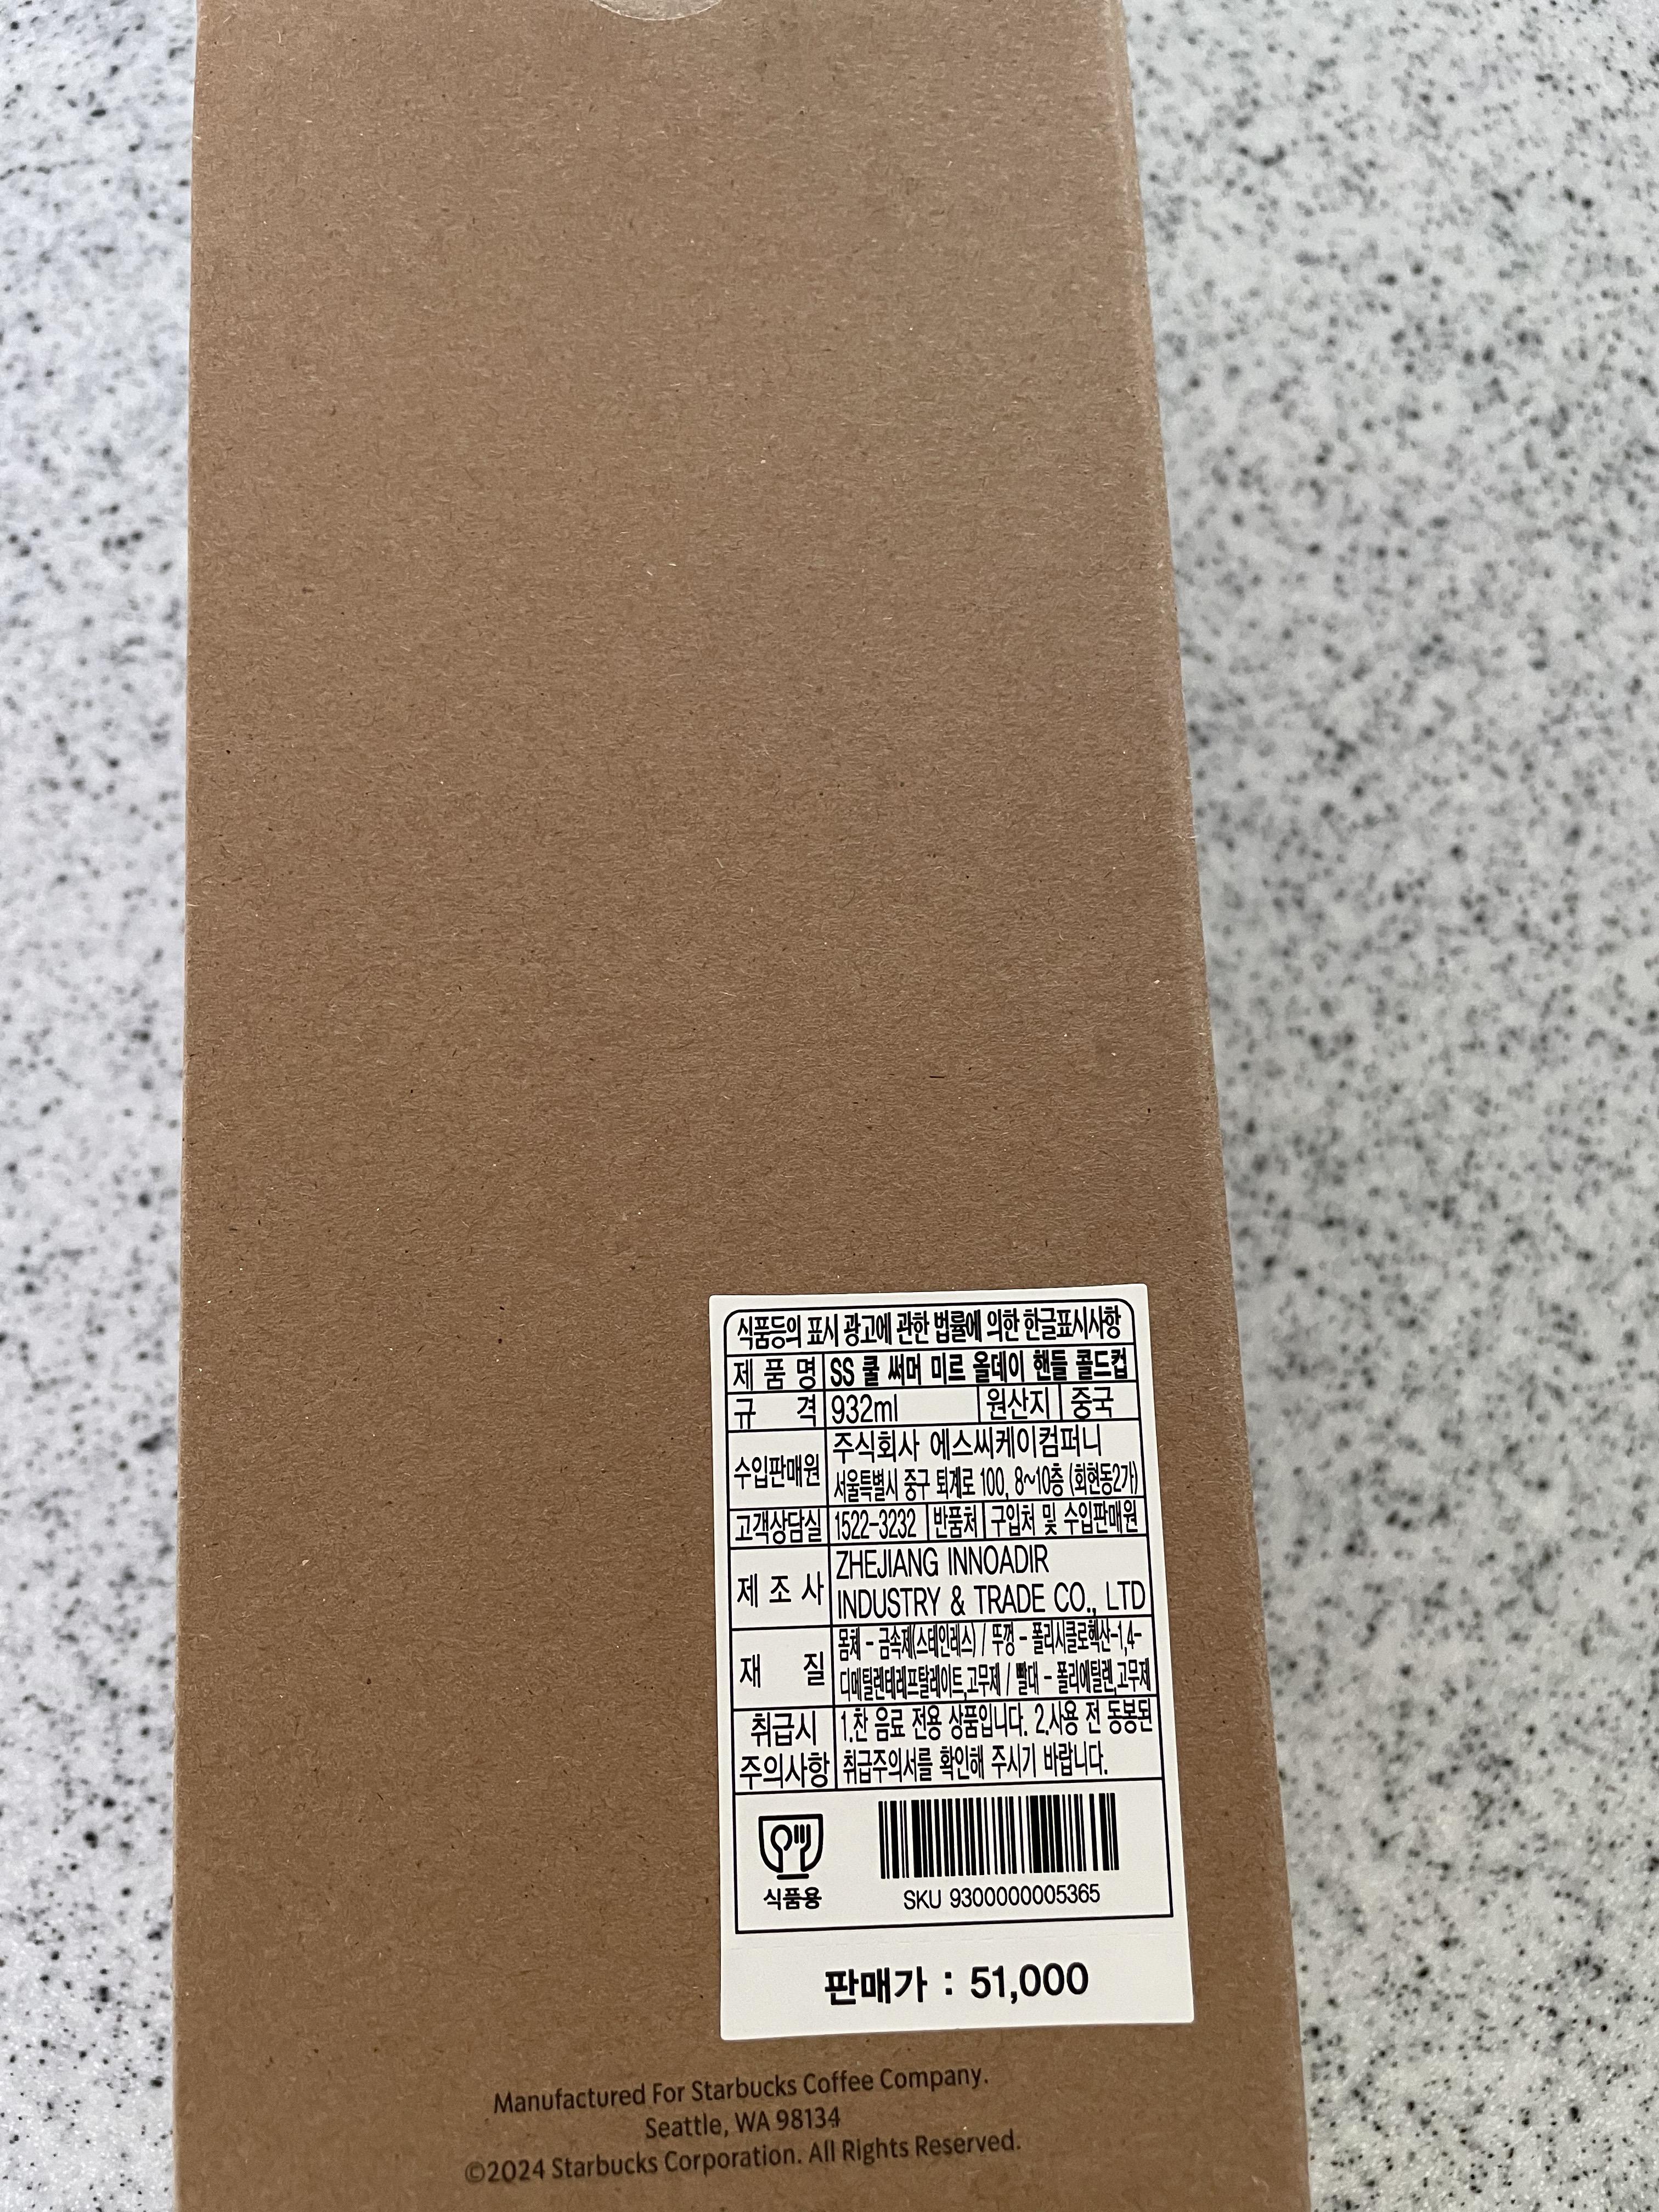 식품등의 표시 광고에 관한 법률에 의한 한글표시사항
제 품 명 SS 쿨 써머 미르 올데이 핸들 콜드컵
규 격 932ml 원산지 중국
수입판매원 주식회사 에스씨케이컴퍼니
서울특별시 중구 퇴계로 100, 8~10층 (회현동2가)
고객상담실 1522-3232 반품처 구입처 및 수입판매원
제 조 사 ZHEJIANG INNOADIR
INDUSTRY & TRADE CO., LTD
재 질 몸체 - 금속제(스테인레스) / 뚜껑 - 폴리시클로헥산-1,4-
디메틸렌테레프탈레이트,고무제 / 빨대 - 폴리에틸렌,고무제
취급시 주의사항 1.찬 음료 전용 상품입니다. 2.사용 전 동봉된
취급주의서를 확인해 주시기 바랍니다.
식품용
SKU 9300000005365
판매가 : 51,000
Manufactured For Starbucks Coffee Company.
Seattle, WA 98134
©2024 Starbucks Corporation. All Rights Reserved.